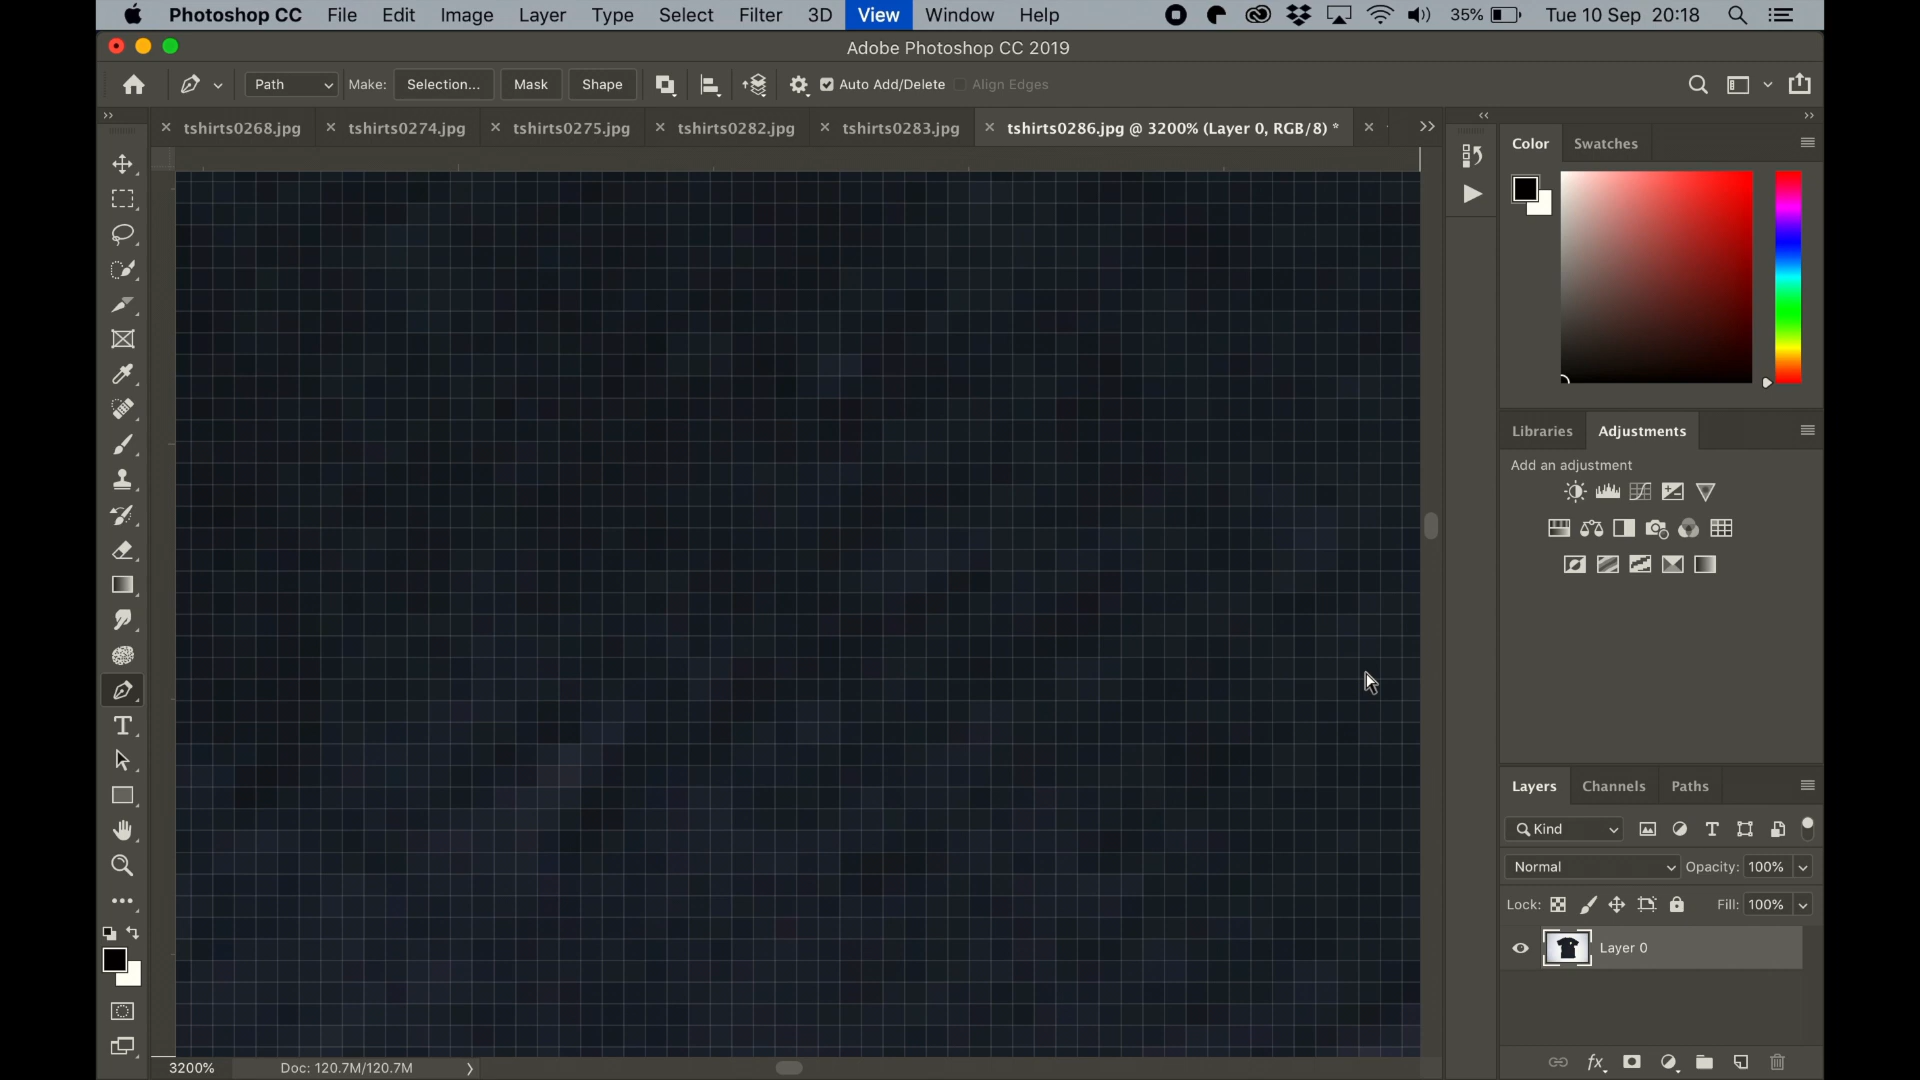 Photoshop CC File Edit Image Layer Type Select Filter 3D View Window Help 35% Tue 10 Sep 20:18
Adobe Photoshop CC 2019
Path Make: Selection... Mask Shape Auto Add/Delete Align Edges
tshirts0268.jpg tshirts0274.jpg tshirts0275.jpg tshirts0282.jpg tshirts0283.jpg tshirts0286.jpg @ 3200% (Layer 0, RGB/8) *
Color Swatches
Libraries Adjustments
Add an adjustment
Layers Channels Paths
Kind
Normal Opacity: 100%
Lock: Fill: 100%
Layer 0
3200% Doc: 120.7M/120.7M